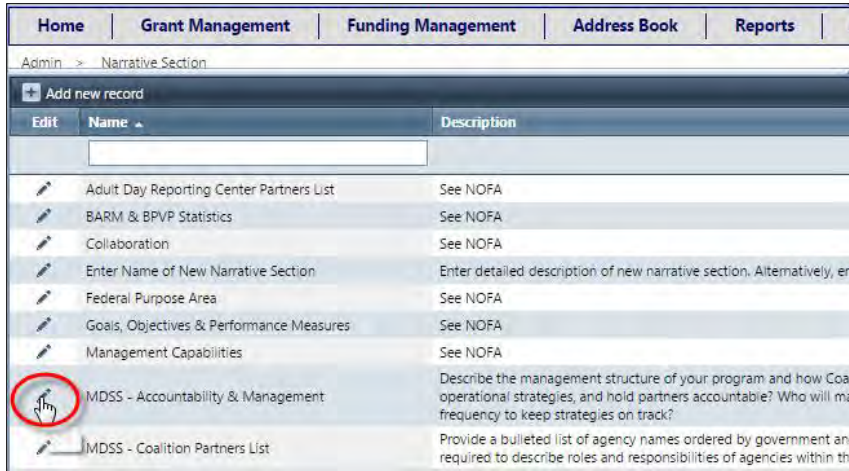 Home Grant Management Funding Management Address Book Reports
Admin > Narrative Section
Add new record
Edit Name Description
Adult Day Reporting Center Partners List See NOFA
BARM & BPVP Statistics See NOFA
Collaboration See NOFA
Enter Name of New Narrative Section Enter detailed description of new narrative section. Alternatively, er
Federal Purpose Area See NOFA
Goals, Objectives & Performance Measures See NOFA
Management Capabilities See NOFA
MDSS - Accountability & Management Describe the management structure of your program and how Coa
operational strategies, and hold partners accountable? Who will ma
frequency to keep strategies on track?
MDSS - Coalition Partners List Provide a bulleted list of agency names ordered by government an
required to describe roles and responsibilities of agencies within th